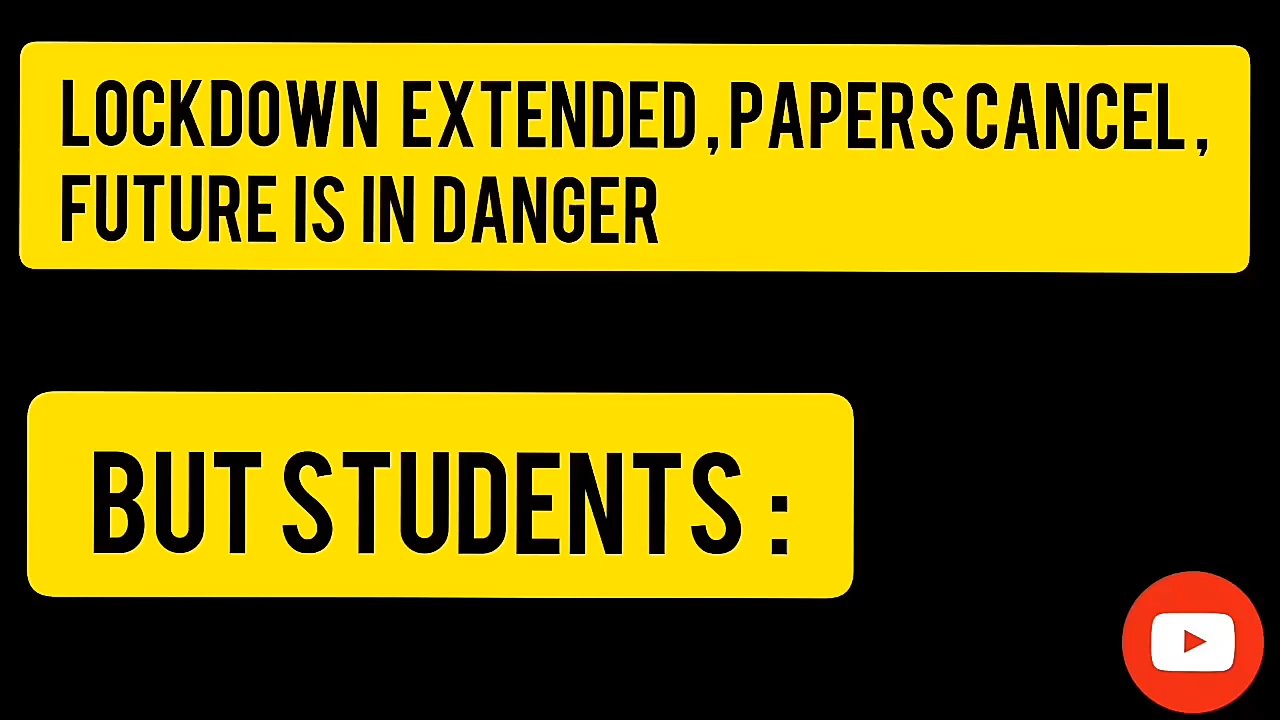 LOCKDOWN EXTENDED, PAPERS CANCEL,
FUTURE IS IN DANGER
BUT STUDENTS :